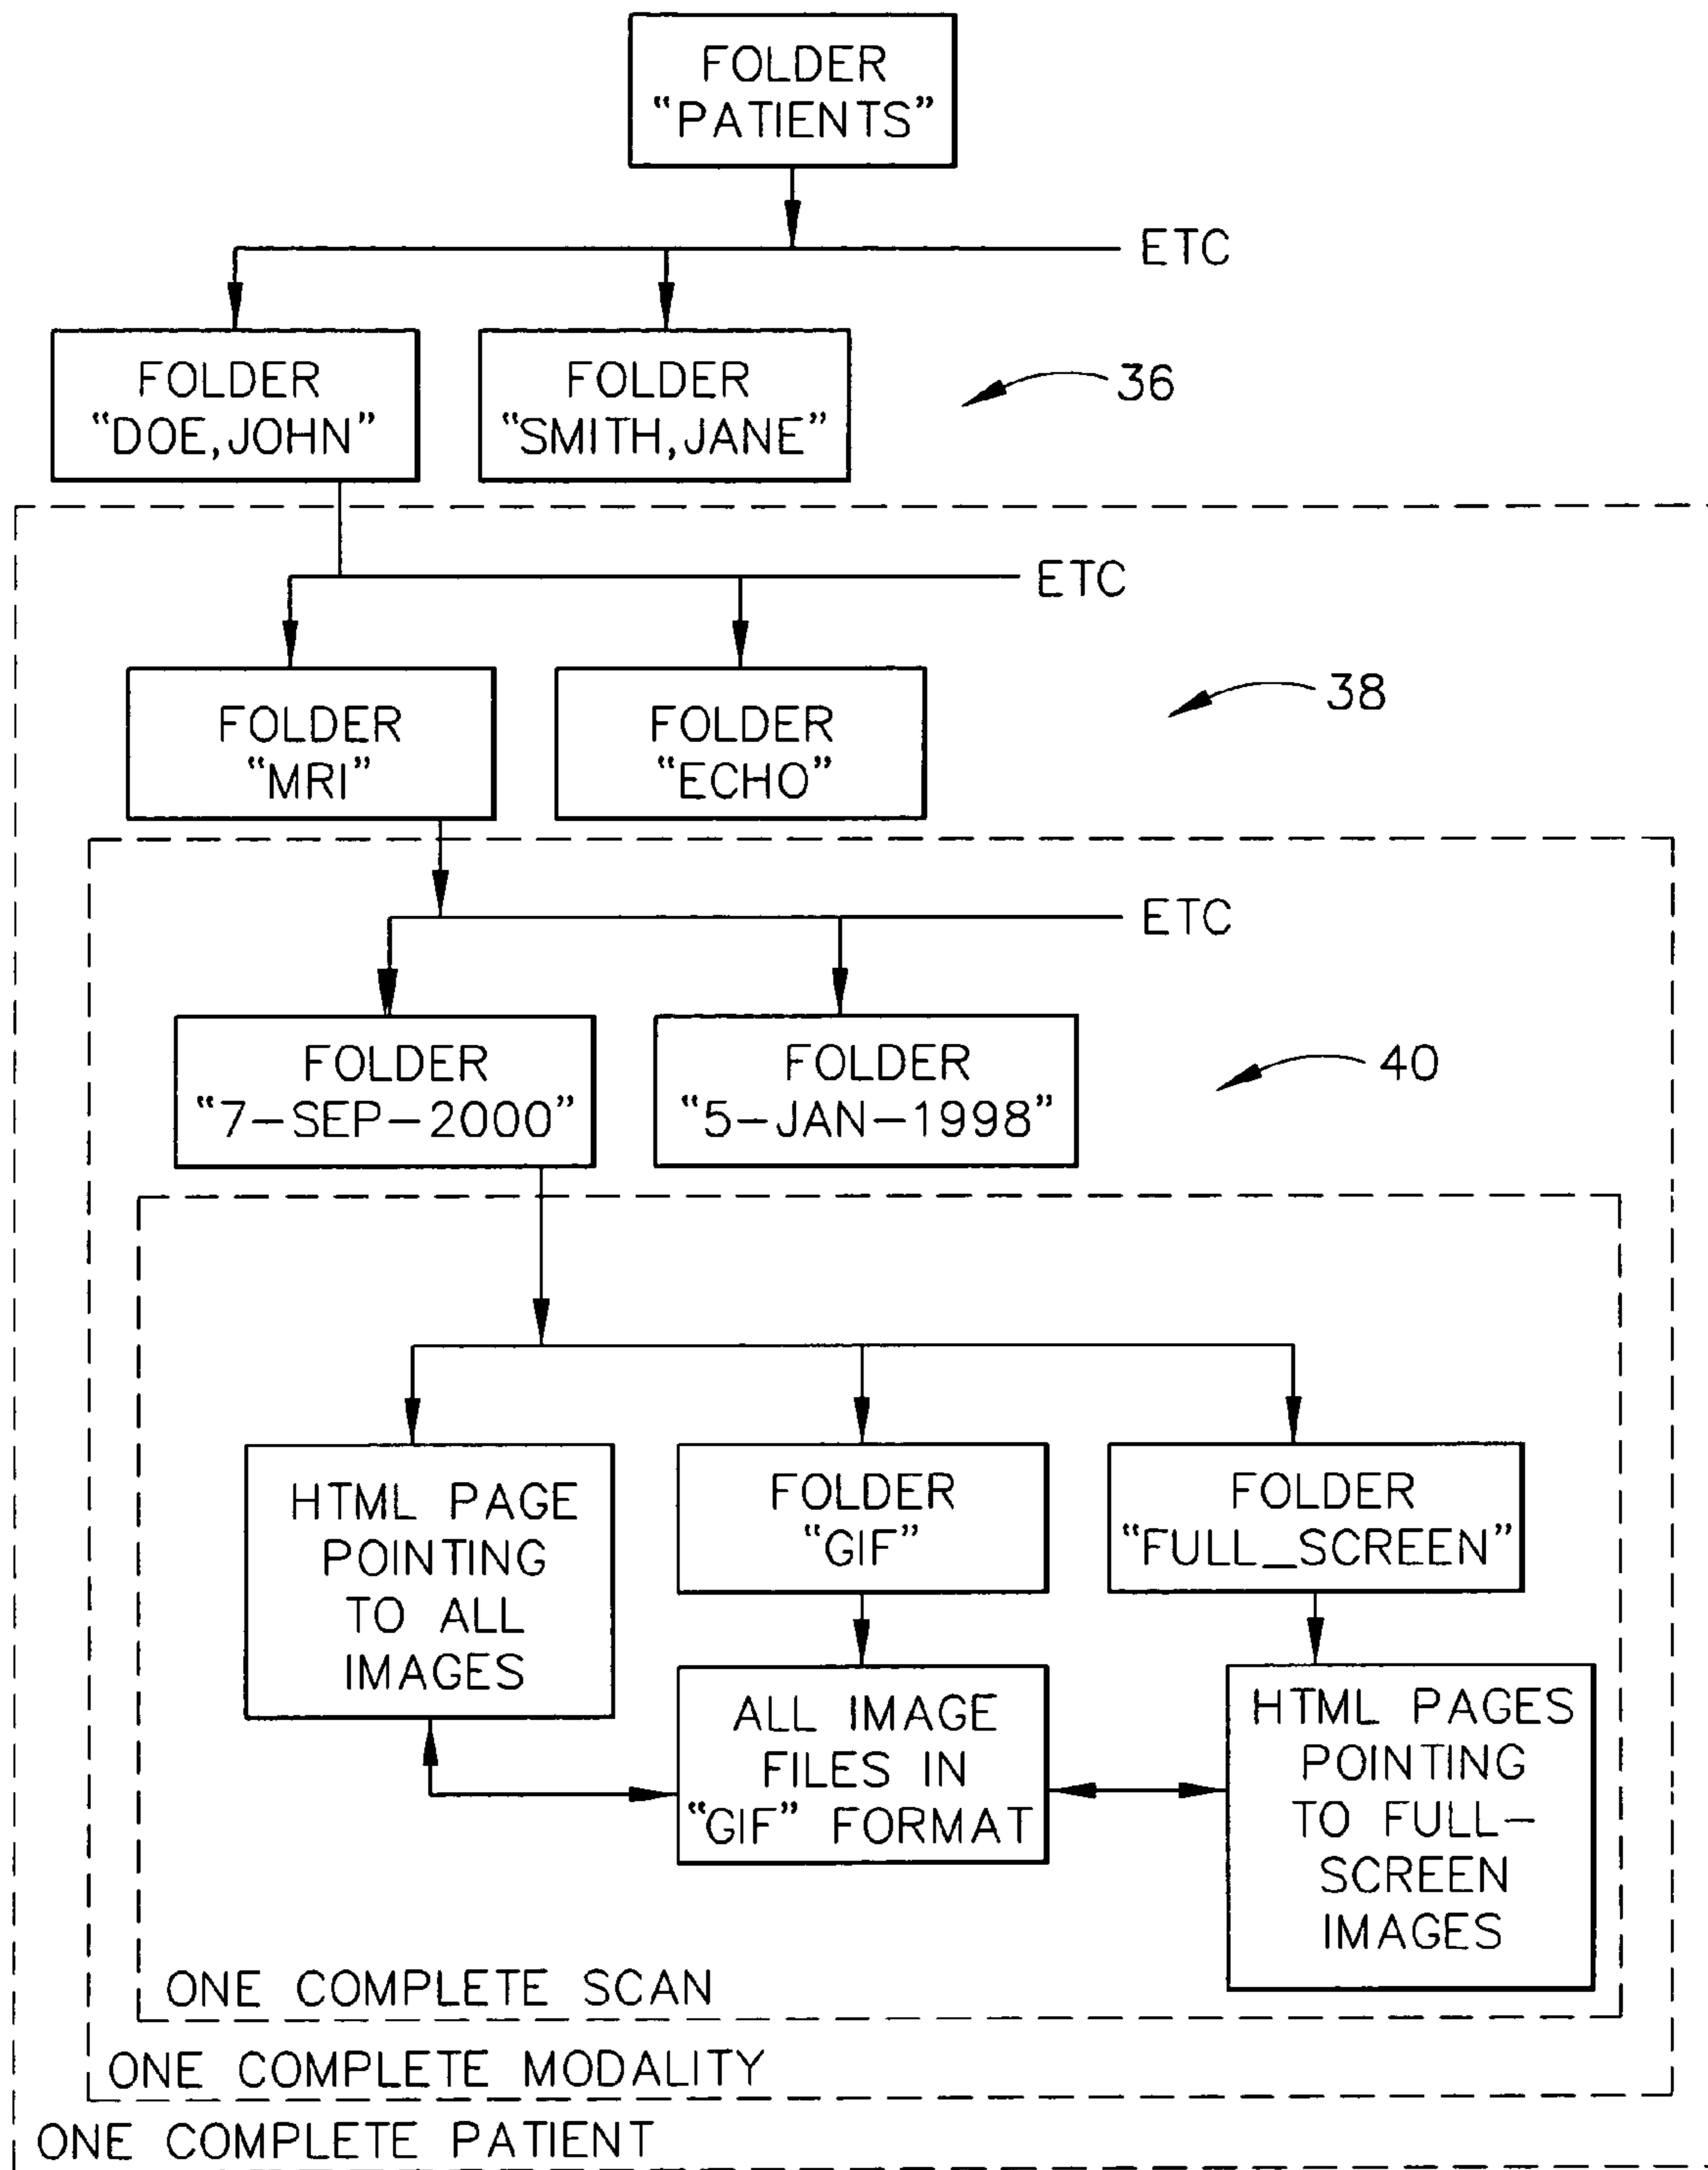 FOLDER
“PATIENTS”
ETC
FOLDER
“DOE,JOHN”
FOLDER
“SMITH,JANE”
36
ETC
FOLDER
“MRI”
FOLDER
“ECHO”
38
ETC
FOLDER
“7-SEP-2000”
FOLDER
“5-JAN-1998”
40
HTML PAGE
POINTING
TO ALL
IMAGES
FOLDER
“GIF”
FOLDER
“FULL_SCREEN”
ALL IMAGE
FILES IN
“GIF” FORMAT
HTML PAGES
POINTING
TO FULL-
SCREEN
IMAGES
ONE COMPLETE SCAN
ONE COMPLETE MODALITY
ONE COMPLETE PATIENT